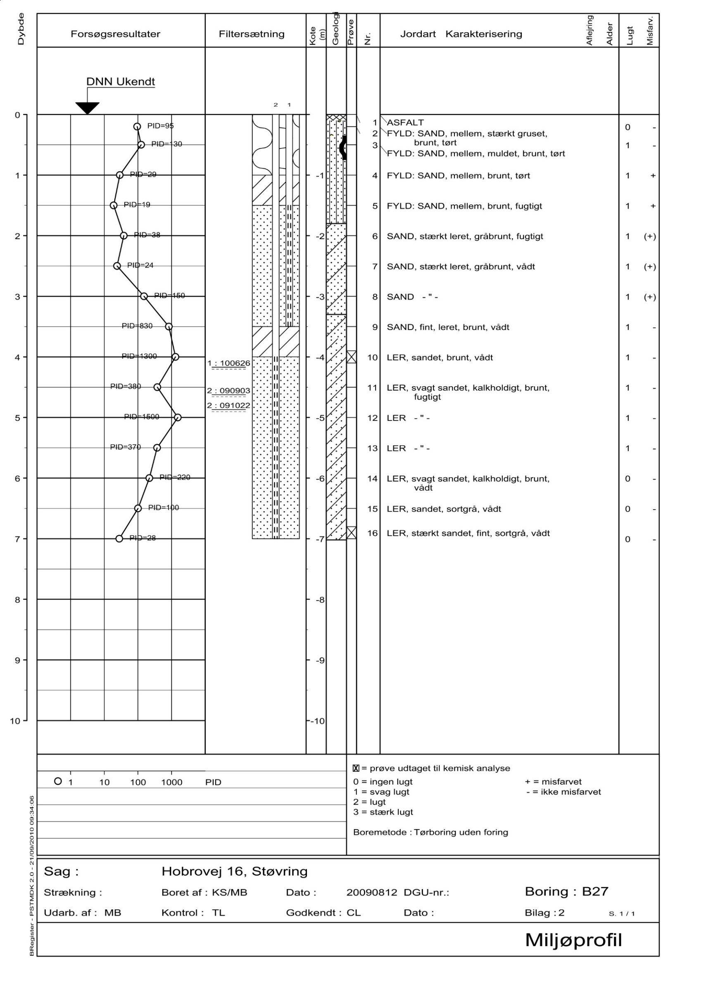 Dybde
Forsøgsresultater
Filtersætning
Kote (m)
Geologi
Prøve
Nr.
Jordart Karakterisering
Aflejring
Alder
Lugt
Misfarv.
DNN Ukendt
2 1
0
PID=95
1 ASFALT 0 -
2 FYLD: SAND, mellem, stærkt gruset,
brunt, tørt
PID=130
3 1 -
FYLD: SAND, mellem, muldet, brunt, tørt
1 PID=29 -1 4 FYLD: SAND, mellem, brunt, tørt 1 +
PID=19 5 FYLD: SAND, mellem, brunt, fugtigt 1 +
2 PID=38 -2 6 SAND, stærkt leret, gråbrunt, fugtigt 1 (+)
PID=24 7 SAND, stærkt leret, gråbrunt, vådt 1 (+)
3 PID=150 -3 8 SAND - " - 1 (+)
PID=830 9 SAND, fint, leret, brunt, vådt 1 -
4 PID=1300 -4 10 LER, sandet, brunt, vådt 1 -
1 : 100626
PID=380 11 LER, svagt sandet, kalkholdigt, brunt, 1 -
fugtigt
2 : 090903
2 : 091022
5 PID=1500 -5 12 LER - " - 1 -
PID=370 13 LER - " - 1 -
6 PID=220 -6 14 LER, svagt sandet, kalkholdigt, brunt, 0 -
vådt
PID=100 15 LER, sandet, sortgrå, vådt 0 -
16 LER, stærkt sandet, fint, sortgrå, vådt
7 PID=28 -7 0 -
8 -8
9 -9
10 -10
1 10 100 1000 PID
= prøve udtaget til kemisk analyse
0 = ingen lugt + = misfarvet
1 = svag lugt - = ikke misfarvet
2 = lugt
3 = stærk lugt
Boremetode : Tørboring uden foring
BRegister - PSTMDK 2.0 - 21/09/2010 09:34:06
Sag : Hobrovej 16, Støvring
Strækning : Boret af : KS/MB Dato : 20090812 DGU-nr.: Boring : B27
Udarb. af : MB Kontrol : TL Godkendt : CL Dato : Bilag : 2 S. 1 / 1
Miljøprofil